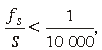 f_s/s < 1/10 000,